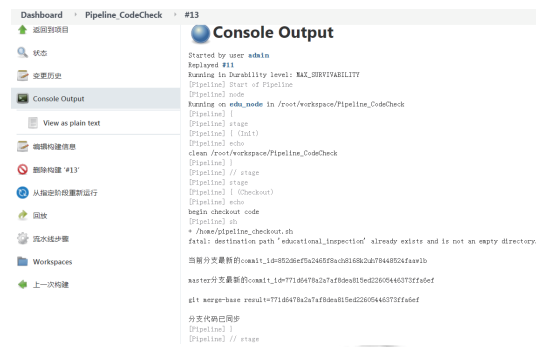 Dashboard Pipeline_CodeCheck #13
返回到项目
状态
变更历史
Console Output
View as plain text
编辑构建信息
删除构建 '#13'
从指定阶段重新运行
回放
流水线步骤
Workspaces
上一次构建
Console Output
Started by user admin
Replayed #11
Running in Durability level: MAX_SURVIVABILITY
[Pipeline] Start of Pipeline
[Pipeline] node
Running on edu_node in /root/workspace/Pipeline_CodeCheck
[Pipeline] {
[Pipeline] stage
[Pipeline] { (Init)
[Pipeline] echo
clean /root/workspace/Pipeline_CodeCheck
[Pipeline] }
[Pipeline] // stage
[Pipeline] stage
[Pipeline] { (Checkout)
[Pipeline] echo
begin checkout code
[Pipeline] sh
+ /home/pipeline_checkout.sh
fatal: destination path 'educational_inspection' already exists and is not an empty directory.
当前分支最新的commit_id=
master分支最新的commit_id=771d6478a2a7af8dea815ed22605446373ffa6ef
git merge-base result=771d6478a2a7af8dea815ed22605446373ffa6ef
分支代码已同步
[Pipeline] }
[Pipeline] // stage